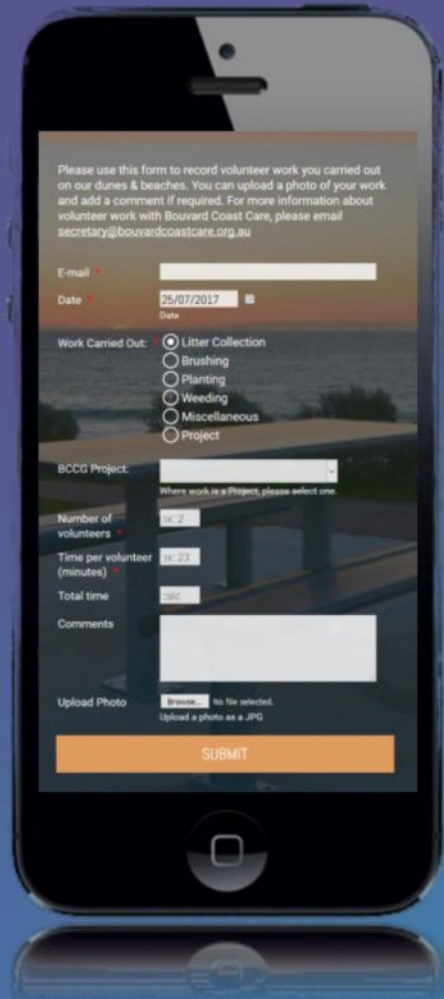 Please use this form to record volunteer work you carried out
on our dunes & beaches. You can upload a photo of your work
and add a comment if required. For more information about
volunteer work with Bouvard Coast Care, please email
secretary@bouvardcoastcare.org.au
E-mail *
Date * 25/07/2017
Date
Work Carried Out: * Litter Collection
Brushing
Planting
Weeding
Miscellaneous
Project
BCCG Project:
Where work is a Project, please select one.
Number of
volunteers * ex: 2
Time per volunteer
(minutes) * ex: 23
Total time calc
Comments
Upload Photo Browse... No file selected.
Upload a photo as a JPG
SUBMIT